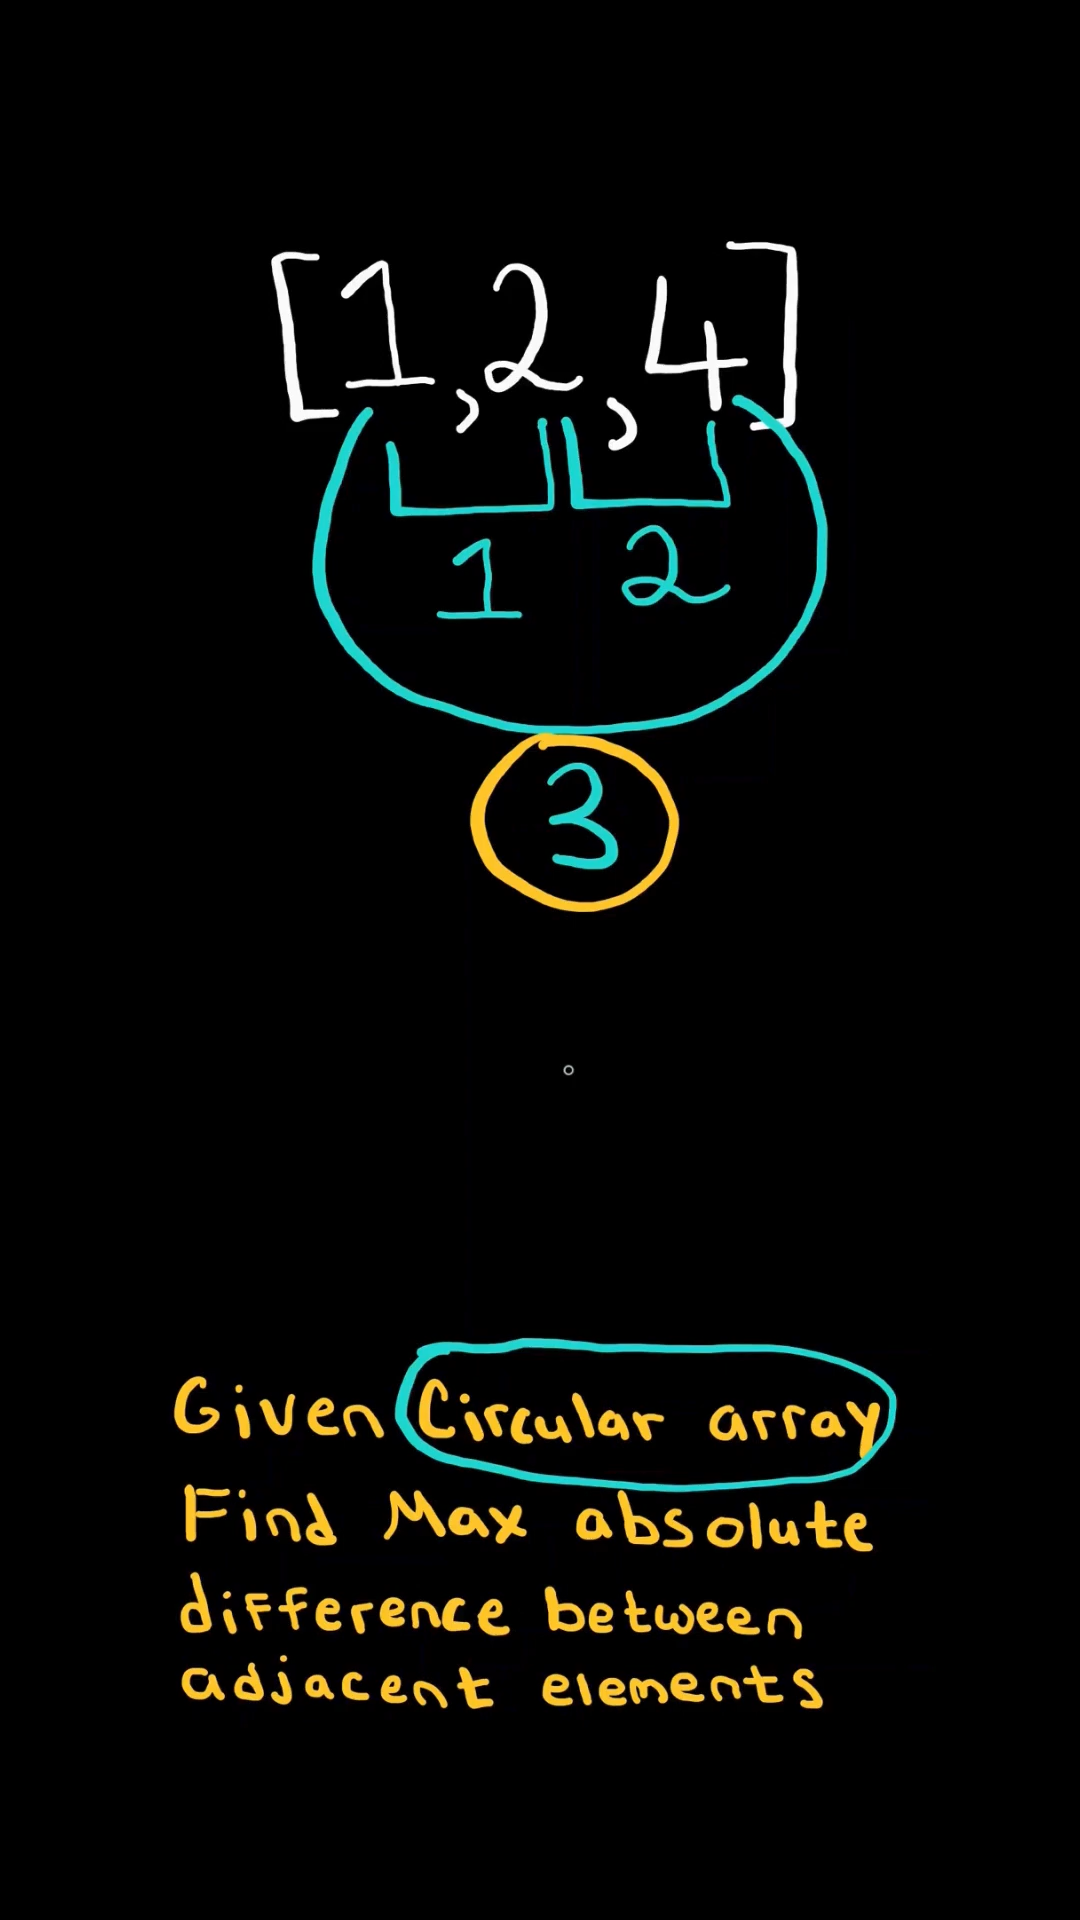 [1,2,4]
1 2
3
Given Circular array
Find Max absolute
difference between
adjacent elements